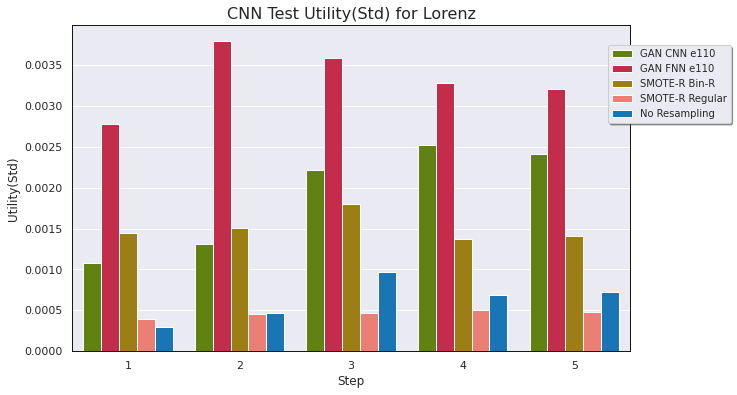 CNN Test Utility(Std) for Lorenz
Utility(Std)
0.0035
0.0030
0.0025
0.0020
0.0015
0.0010
0.0005
0.0000
1 2 3 4 5
Step
GAN CNN e110
GAN FNN e110
SMOTE-R Bin-R
SMOTE-R Regular
No Resampling